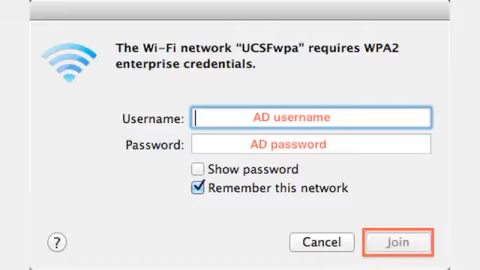 The Wi-Fi network "UCSFwpa" requires WPA2
enterprise credentials.
Username: AD username
Password: AD password
Show password
Remember this network
? Cancel Join